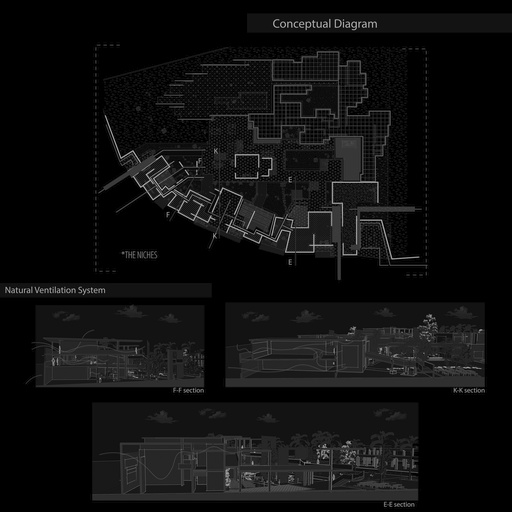 Conceptual Diagram
K
F
E
F
K
E
*THE NICHES
Natural Ventilation System
F-F section
K-K section
E-E section